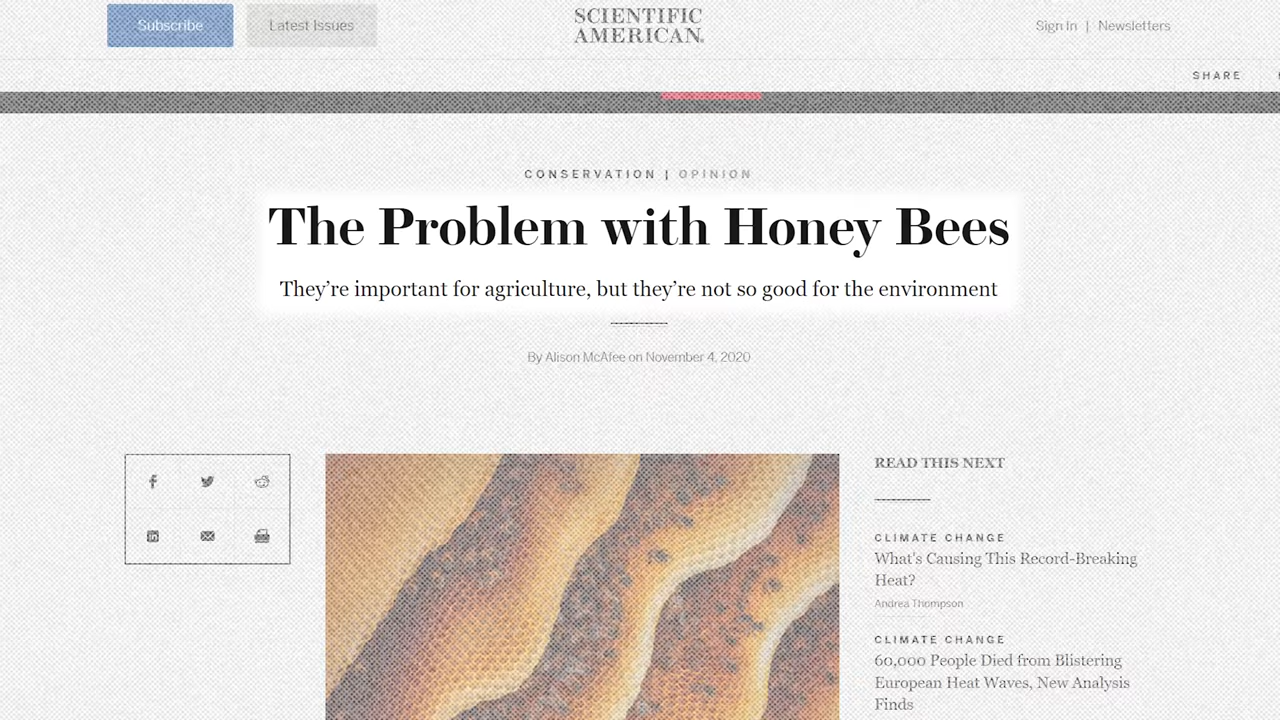 Subscribe
Latest Issues
SCIENTIFIC
AMERICAN®
Sign In | Newsletters
SHARE
CONSERVATION | OPINION
The Problem with Honey Bees
They’re important for agriculture, but they’re not so good for the environment
By Alison McAfee on November 4, 2020
READ THIS NEXT
CLIMATE CHANGE
What's Causing This Record-Breaking
Heat?
Andrea Thompson
CLIMATE CHANGE
60,000 People Died from Blistering
European Heat Waves, New Analysis
Finds